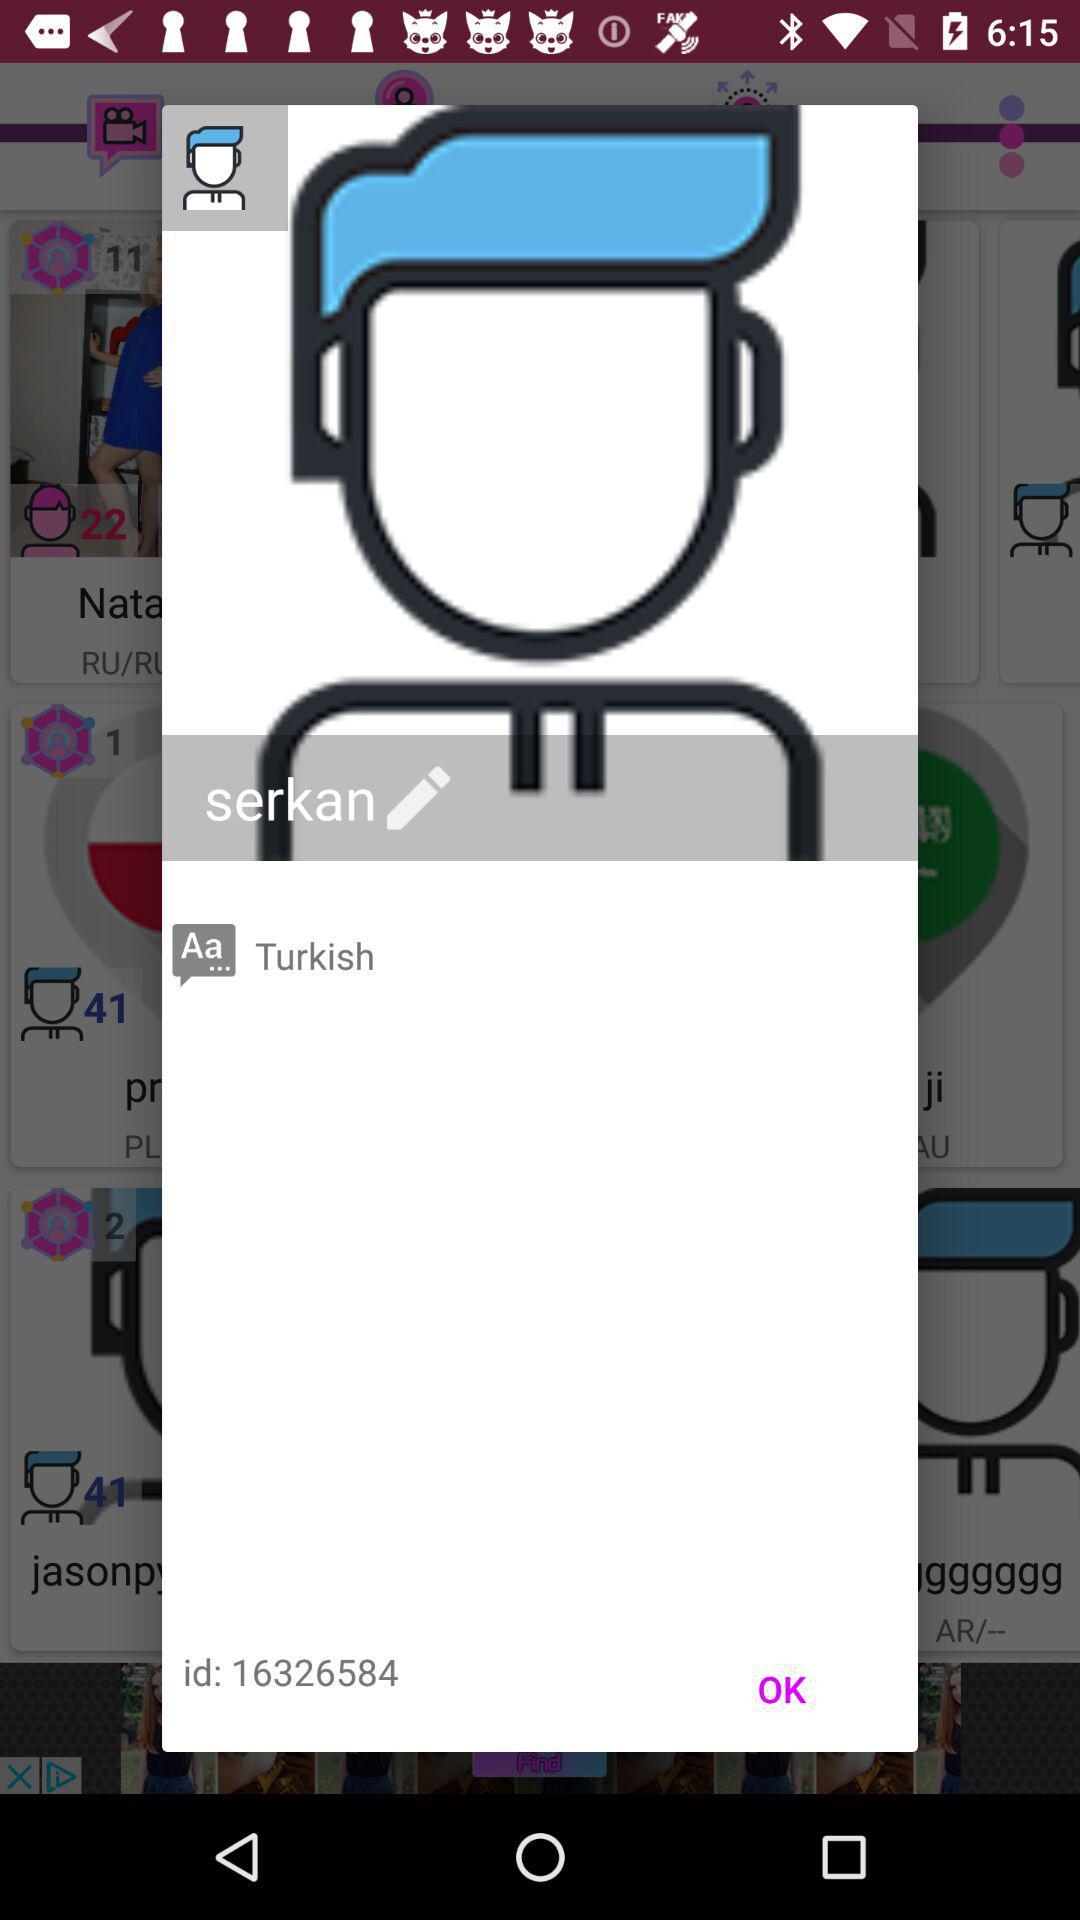 FAKE
6:15
11
22
Nata
RU/RU
1
41
pr
PL
ji
AU
serkan
Aa
Turkish
2
41
jasonpy
ggggggg
AR/--
id: 16326584
OK
Find